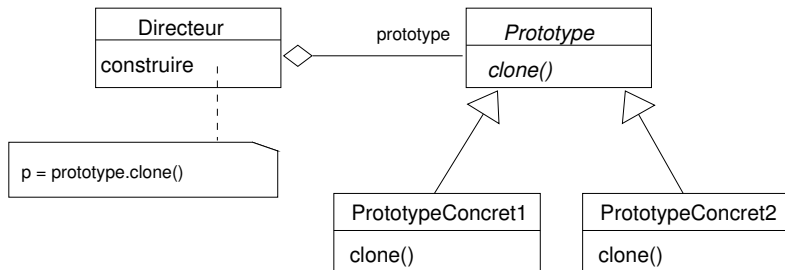 Directeur
construire
prototype
Prototype
clone()
p = prototype.clone()
PrototypeConcret1
clone()
PrototypeConcret2
clone()